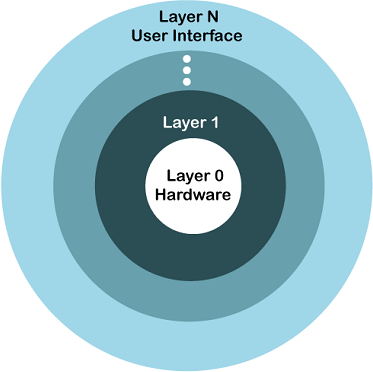 Layer N
User Interface
Layer 1
Layer 0
Hardware